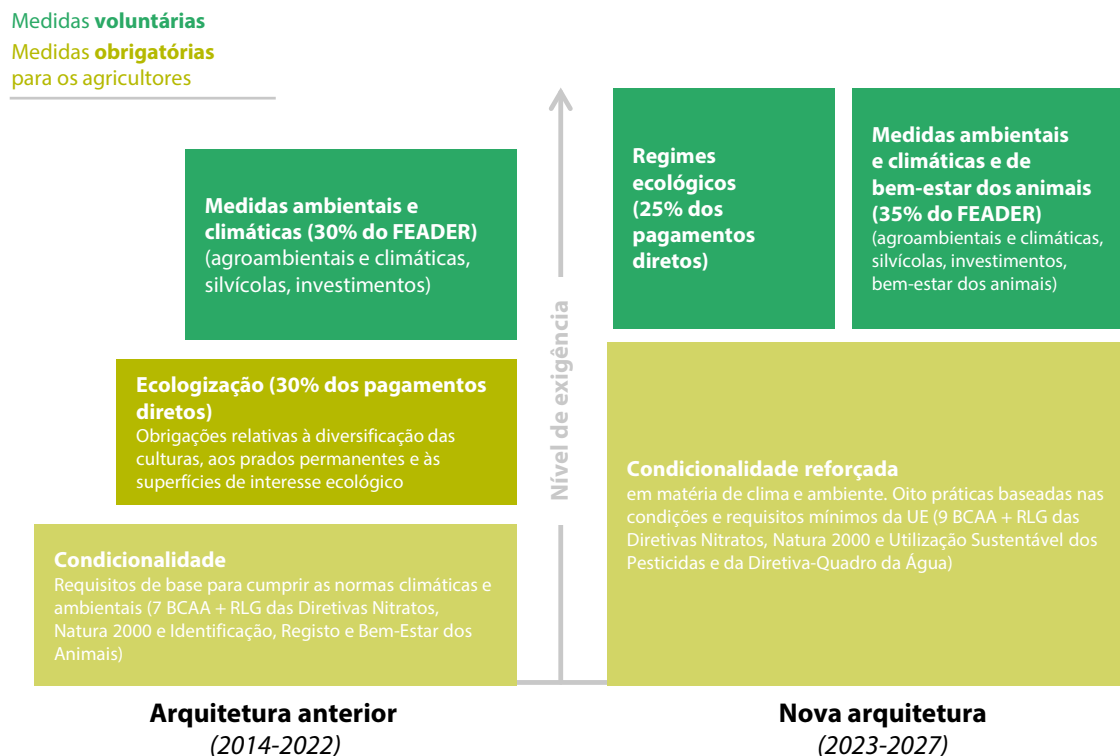 Medidas voluntárias
Medidas obrigatórias
para os agricultores
Medidas ambientais e
climáticas (30% do FEADER)
(agroambientais e climáticas,
silvícolas, investimentos)
Ecologização (30% dos pagamentos
diretos)
Obrigações relativas à diversificação das
culturas, aos prados permanentes e às
superfícies de interesse ecológico
Condicionalidade
Requisitos de base para cumprir as normas climáticas e
ambientais (7 BCAA + RLG das Diretivas Nitratos,
Natura 2000 e Identificação, Registo e Bem-Estar dos
Animais)
Arquitetura anterior
(2014-2022)
Nível de exigência
Regimes
ecológicos
(25% dos
pagamentos
diretos)
Medidas ambientais
e climáticas e de
bem-estar dos animais
(35% do FEADER)
(agroambientais e climáticas,
silvícolas, investimentos,
bem-estar dos animais)
Condicionalidade reforçada
em matéria de clima e ambiente. Oito práticas baseadas nas
condições e requisitos mínimos da UE (9 BCAA + RLG das
Diretivas Nitratos, Natura 2000 e Utilização Sustentável dos
Pesticidas e da Diretiva-Quadro da Água)
Nova arquitetura
(2023-2027)